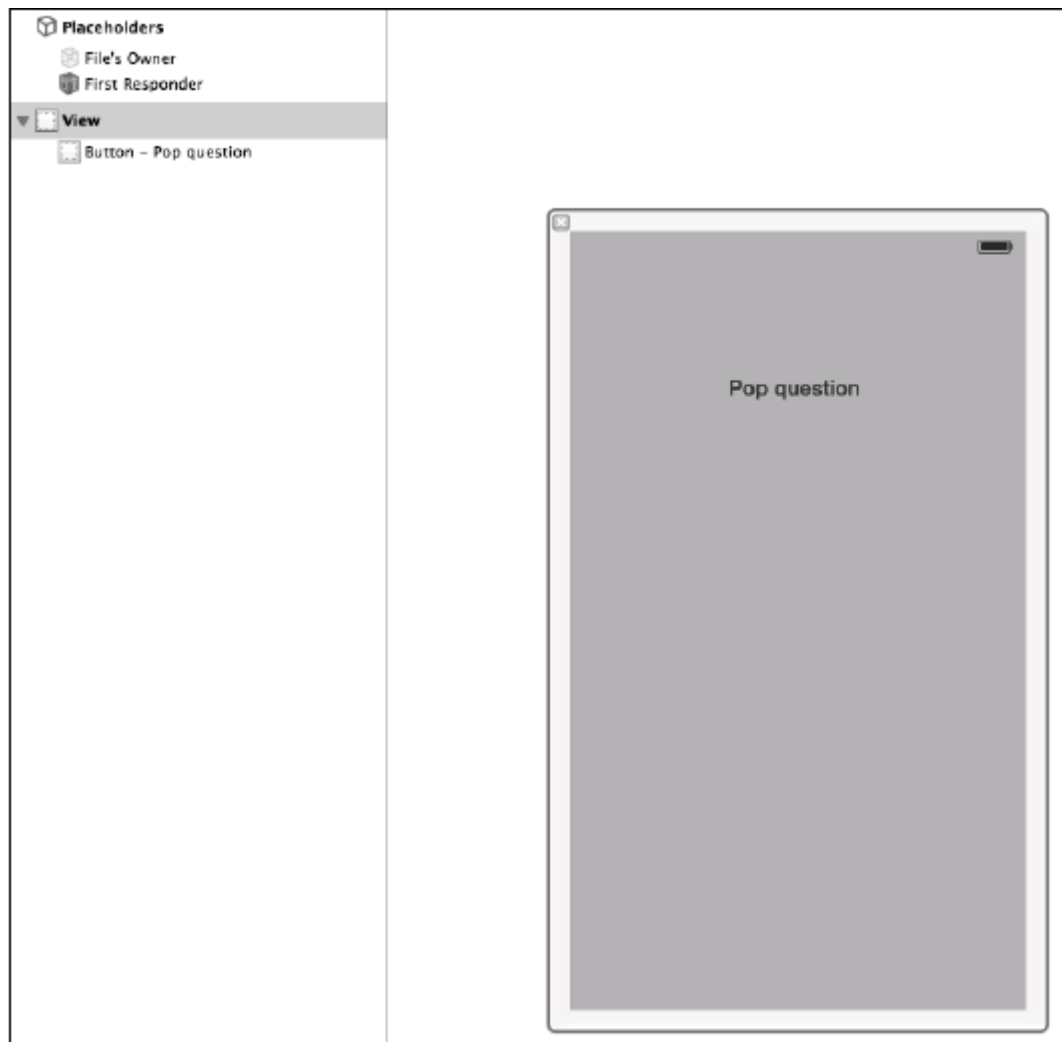 Placeholders
File's Owner
First Responder
View
Button – Pop question
Pop question